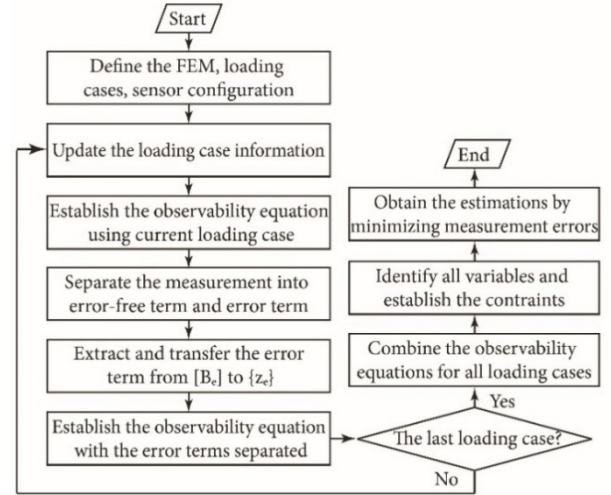 Start
Define the FEM, loading
cases, sensor configuration
Update the loading case information
Establish the observability equation
using current loading case
Separate the measurement into
error-free term and error term
Extract and transfer the error
term from [Bₑ] to {zₑ}
Establish the observability equation
with the error terms separated
The last loading case?
No
Yes
Combine the observability
equations for all loading cases
Identify all variables and
establish the contraints
Obtain the estimations by
minimizing measurement errors
End